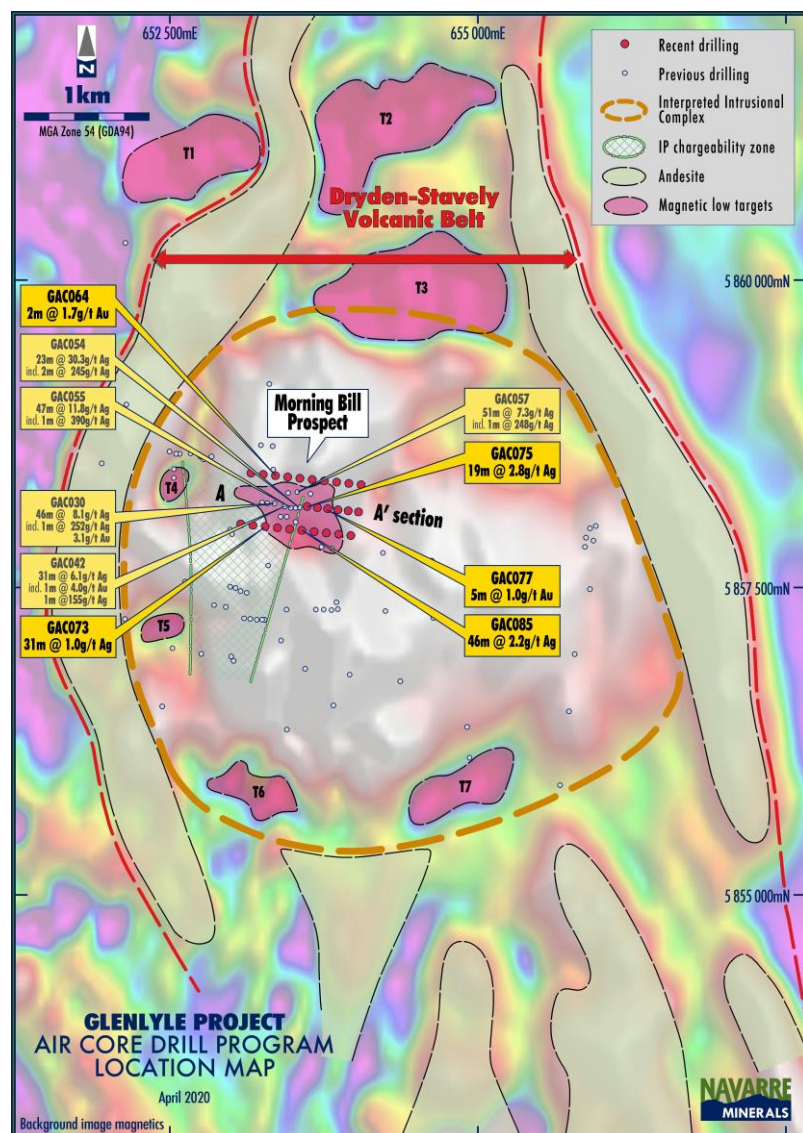 652 500mE
655 000mE
N
1km
MGA Zone 54 (GDA94)
Recent drilling
Previous drilling
Interpreted Intrusional
Complex
IP chargeability zone
Andesite
Magnetic low targets
T1
T2
Dryden-Stavely
Volcanic Belt
T3
5 860 000mN
GAC064
2m @ 1.7g/t Au
GAC054
23m @ 30.3g/t Ag
incl. 2m @ 245g/t Ag
GAC055
47m @ 11.8g/t Ag
incl. 1m @ 390g/t Ag
Morning Bill
Prospect
GAC057
51m @ 7.3g/t Ag
incl. 1m @ 248g/t Ag
GAC075
19m @ 2.8g/t Ag
T4
A
A' section
GAC030
46m @ 8.1g/t Ag
incl. 1m @ 252g/t Ag
3.1g/t Au
GAC042
31m @ 6.1g/t Ag
incl. 1m @ 4.0g/t Au
1m @155g/t Ag
GAC077
5m @ 1.0g/t Au
5 857 500mN
GAC073
31m @ 1.0g/t Ag
T5
GAC085
46m @ 2.2g/t Ag
T6
T7
5 855 000mN
GLENLYLE PROJECT
AIR CORE DRILL PROGRAM
LOCATION MAP
April 2020
Background image magnetics
NAVARRE
MINERALS